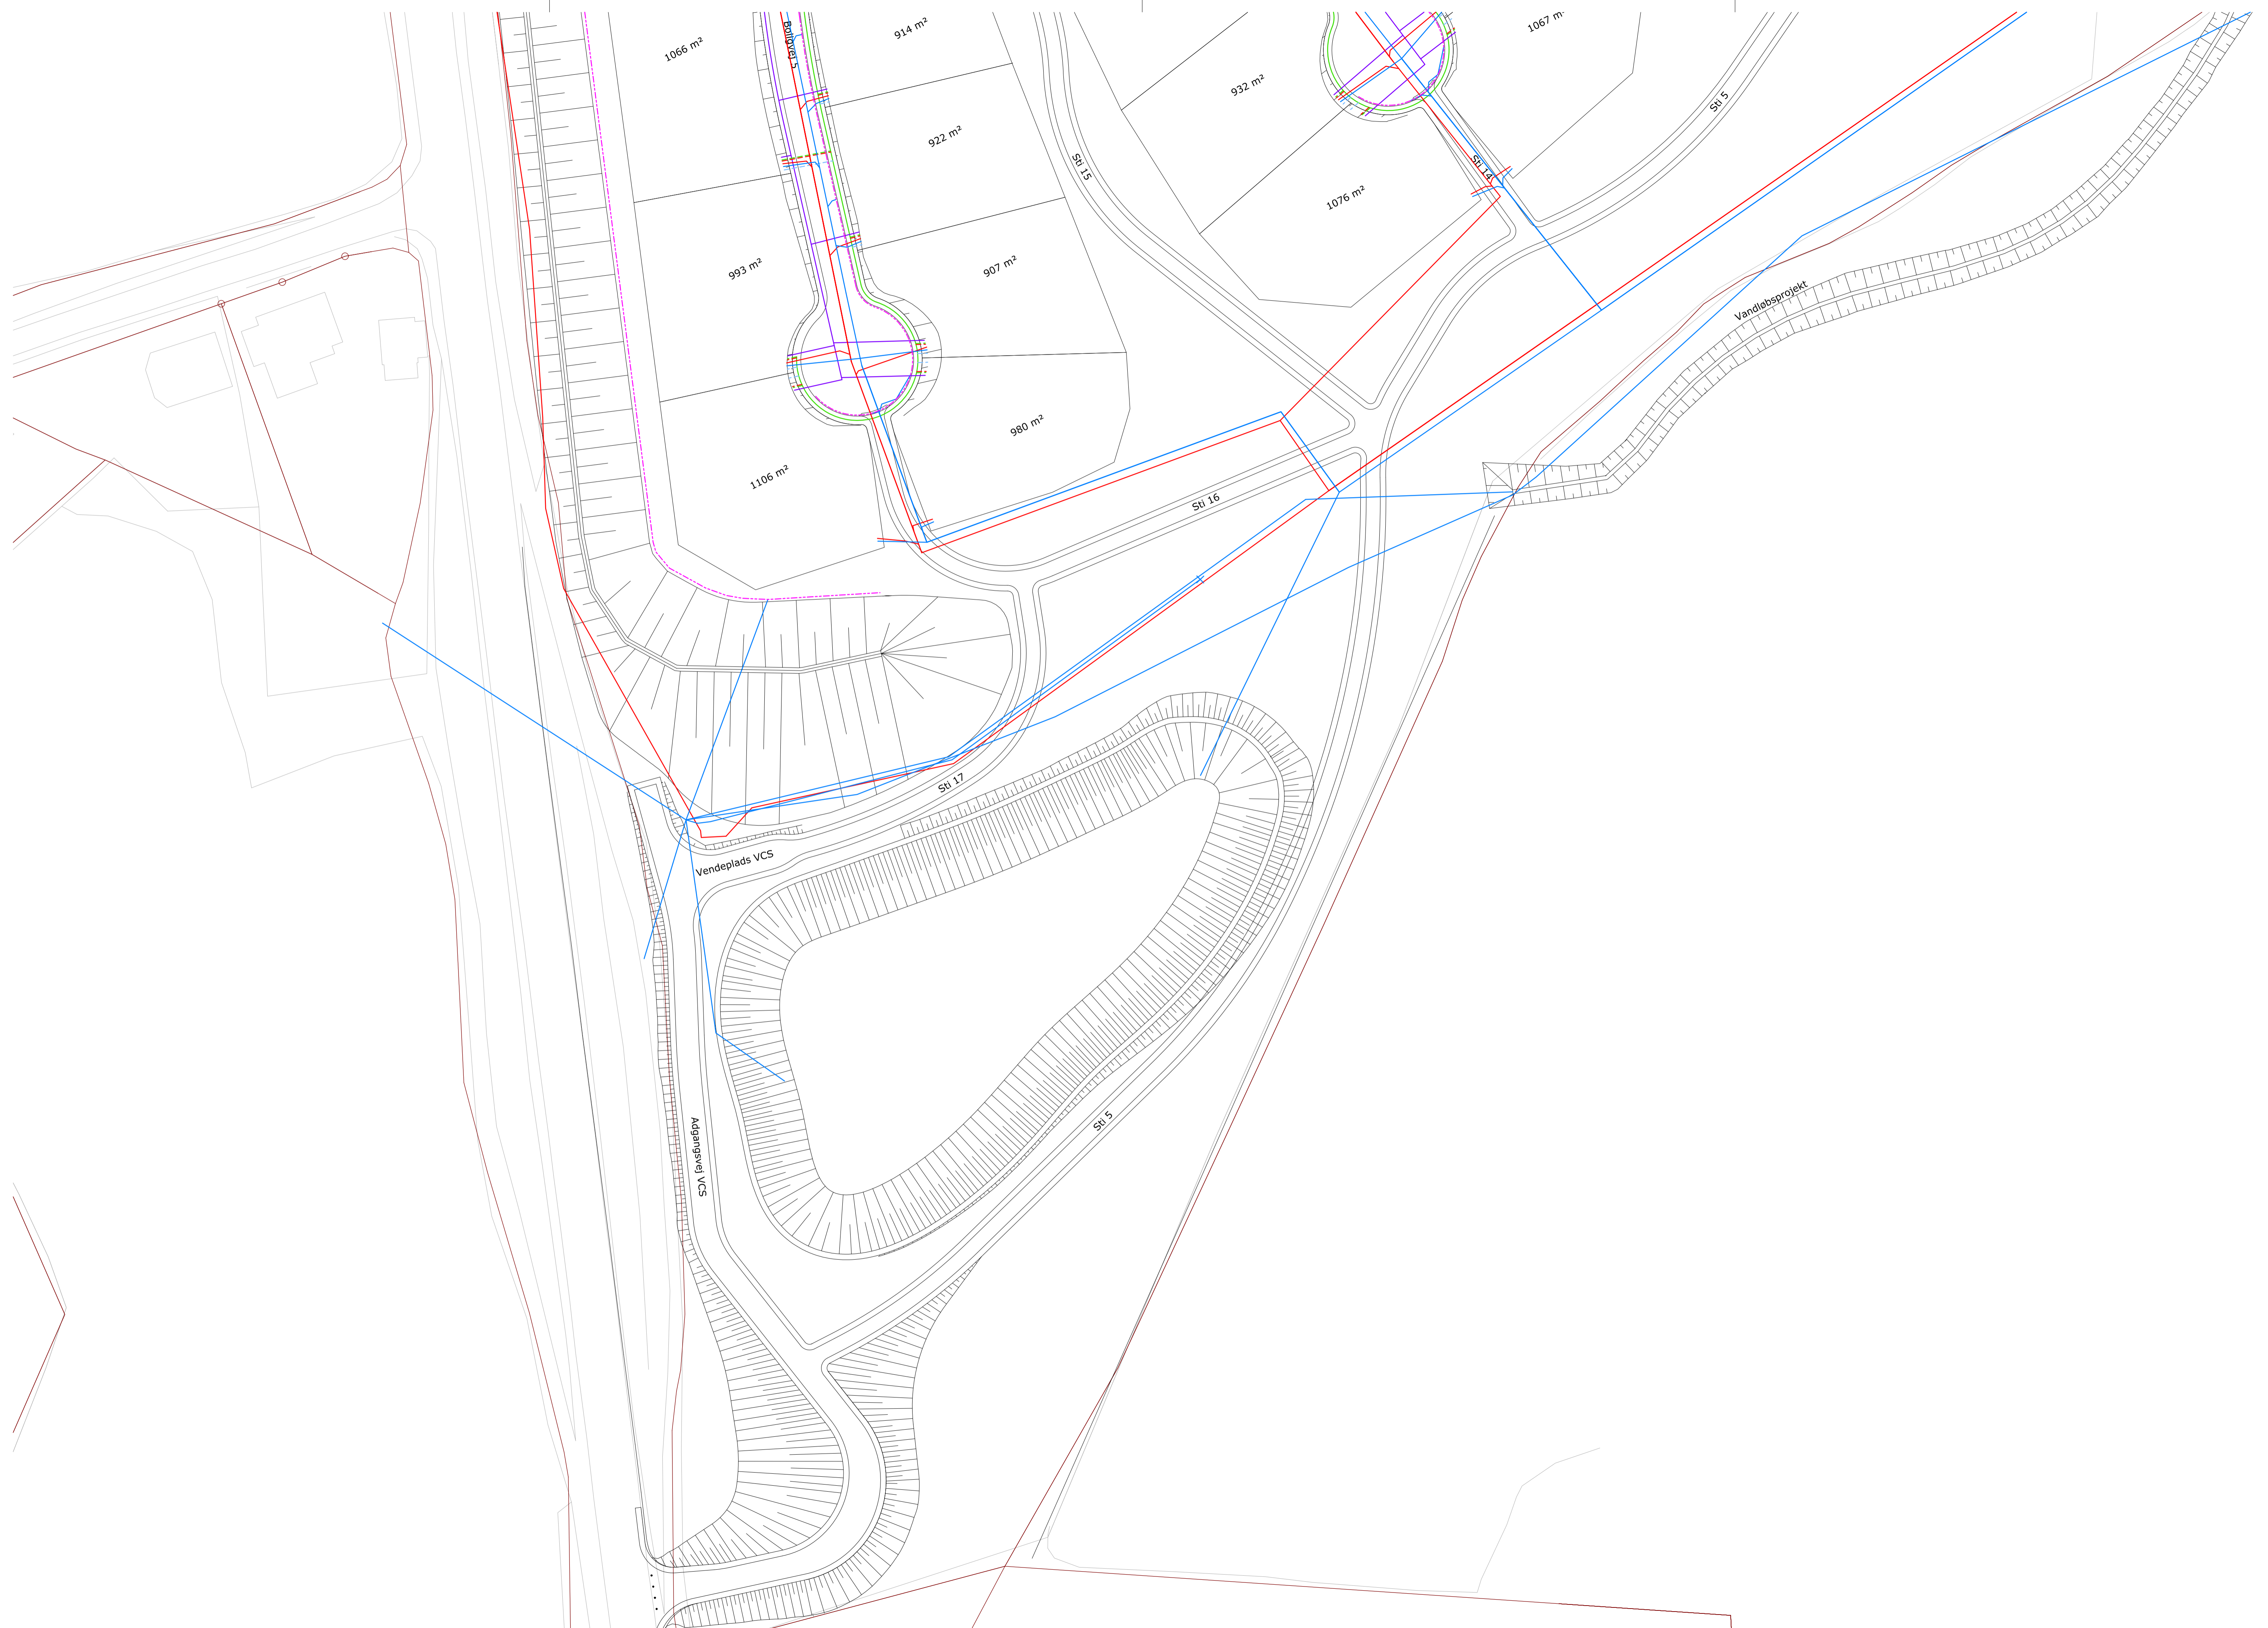 1066 m²
Boligvej 5
914 m²
1067 m²
932 m²
922 m²
Sti 5
Sti 15
Sti 14
1076 m²
993 m²
907 m²
Vandløbsprojekt
980 m²
1106 m²
Sti 16
Sti 17
Vendeplads VCS
Adgangsvej VCS
Sti 5